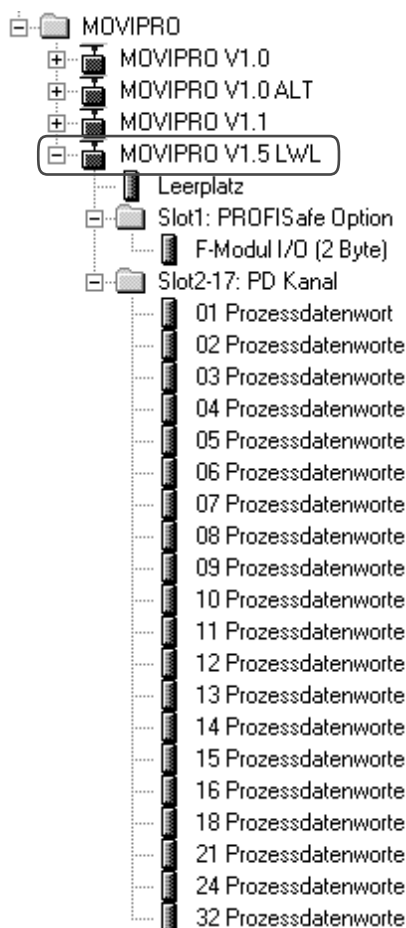 MOVIPRO
MOVIPRO V1.0
MOVIPRO V1.0 ALT
MOVIPRO V1.1
MOVIPRO V1.5 LWL
Leerplatz
Slot1: PROFISafe Option
F-Modul I/O (2 Byte)
Slot2-17: PD Kanal
01 Prozessdatenwort
02 Prozessdatenworte
03 Prozessdatenworte
04 Prozessdatenworte
05 Prozessdatenworte
06 Prozessdatenworte
07 Prozessdatenworte
08 Prozessdatenworte
09 Prozessdatenworte
10 Prozessdatenworte
11 Prozessdatenworte
12 Prozessdatenworte
13 Prozessdatenworte
14 Prozessdatenworte
15 Prozessdatenworte
16 Prozessdatenworte
18 Prozessdatenworte
21 Prozessdatenworte
24 Prozessdatenworte
32 Prozessdatenworte